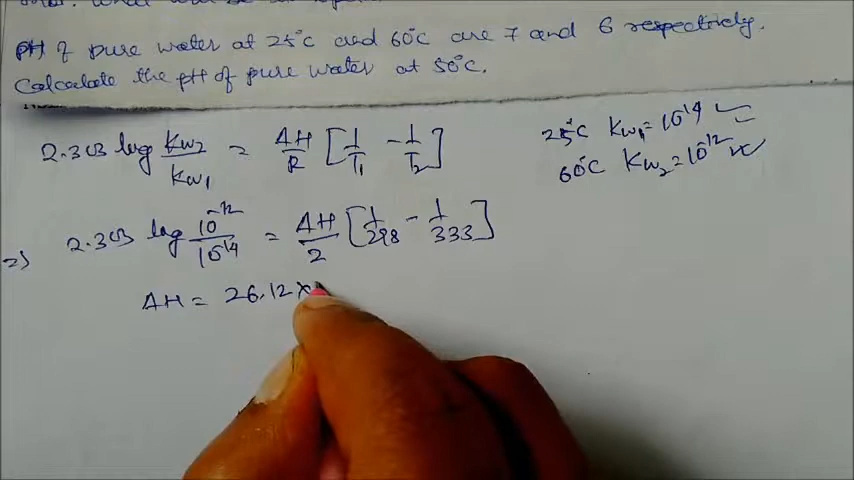 PH of pure water at 25°C and 60°C are 7 and 6 respectively.
Calculate the pH of pure water at 50°C.
2.303 log Kw2/Kw1 = ΔH/R [1/T1 - 1/T2]
25°C Kw1 = 10^-14
60°C Kw2 = 10^-12
=> 2.303 log 10^-12/10^-14 = ΔH/2 [1/298 - 1/333]
ΔH = 26.12 ×